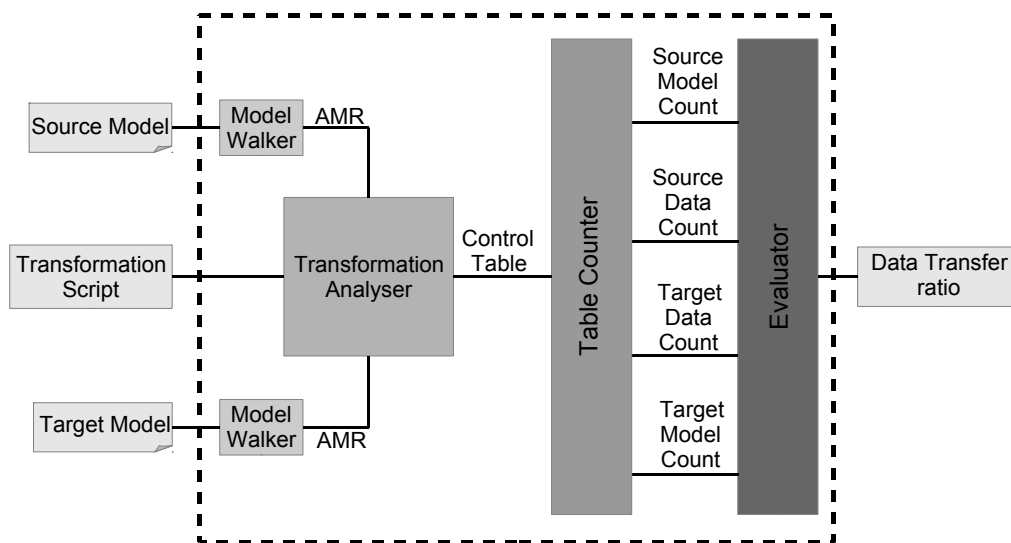 Source Model
Model
Walker
AMR
Transformation
Script
Transformation
Analyser
Control
Table
Target Model
Model
Walker
AMR
Table Counter
Source
Model
Count
Source
Data
Count
Target
Data
Count
Target
Model
Count
Evaluator
Data Transfer
ratio